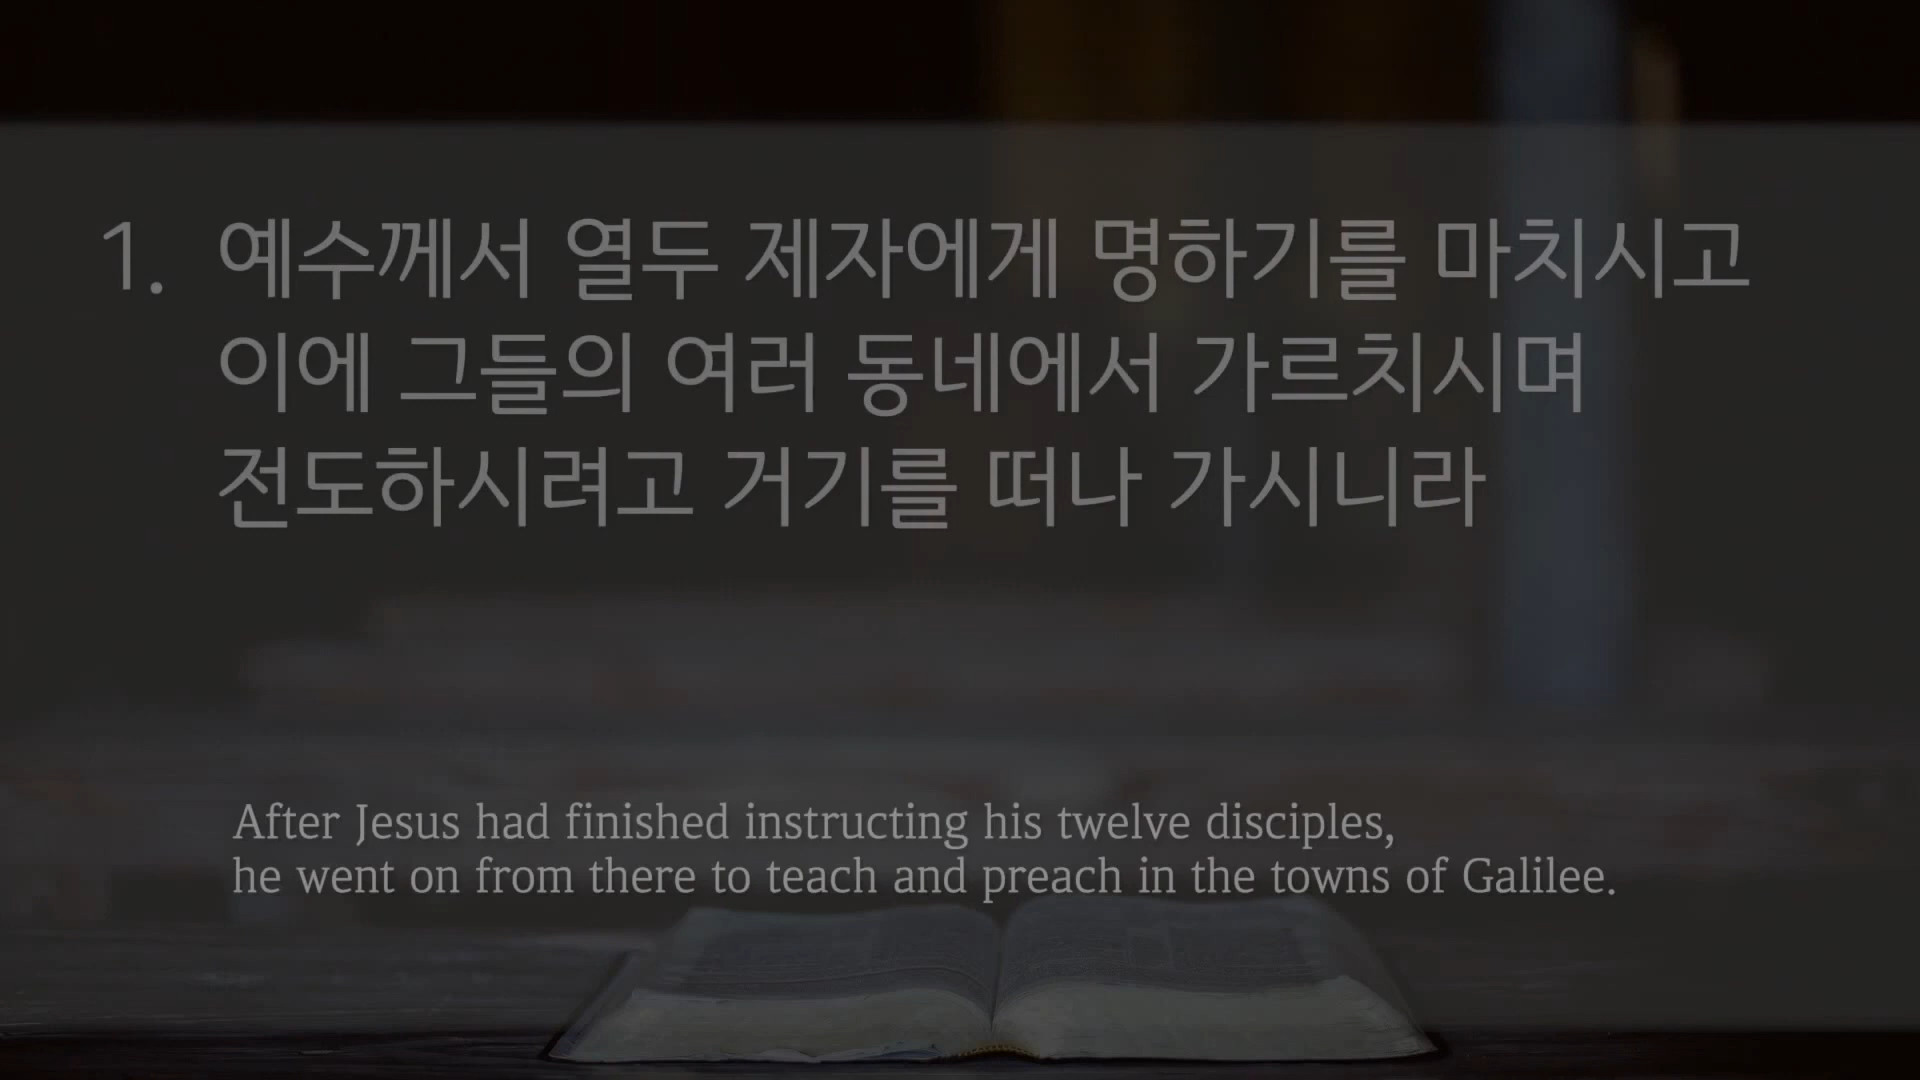 1. 예수께서 열두 제자에게 명하기를 마치시고
이에 그들의 여러 동네에서 가르치시며
전도하시려고 거기를 떠나 가시니라
After Jesus had finished instructing his twelve disciples,
he went on from there to teach and preach in the towns of Galilee.